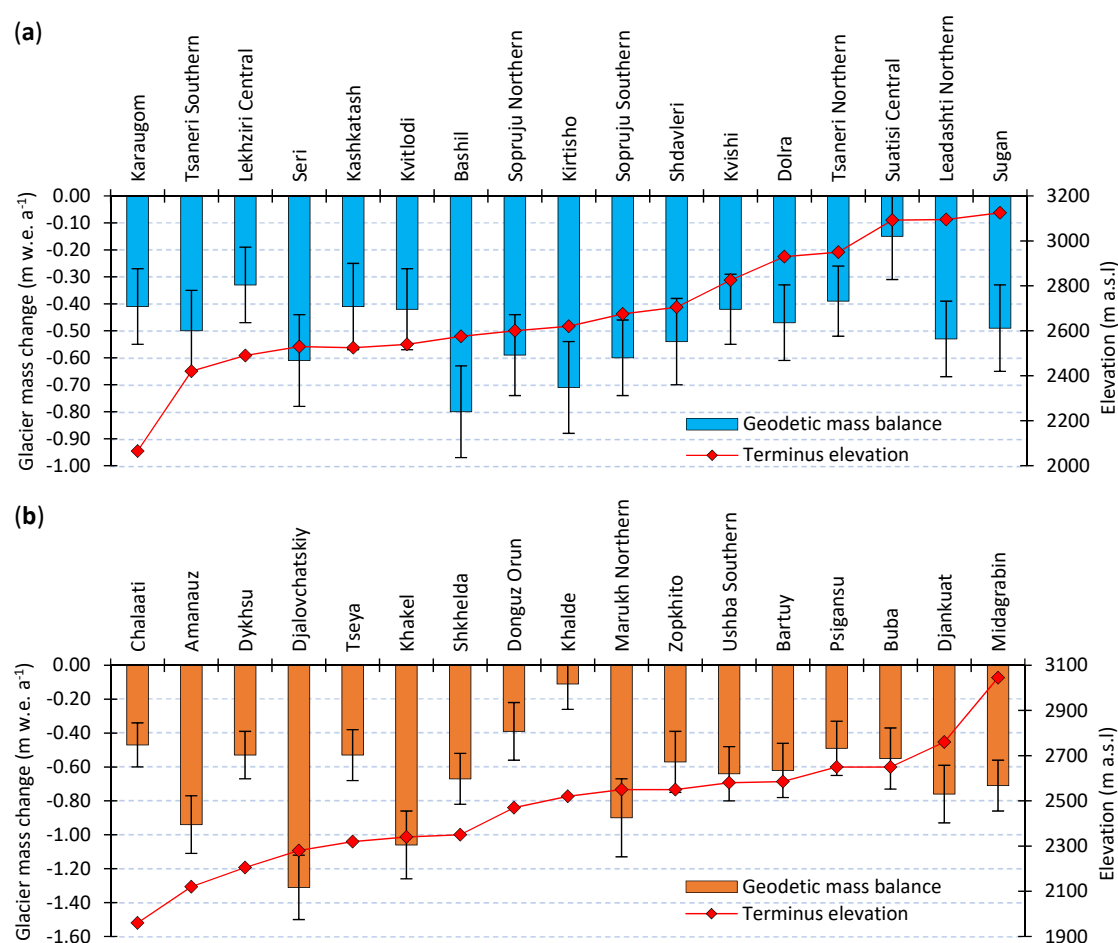 (a)
Karaugom
Tsaneri Southern
Lekhziri Central
Seri
Kashkatash
Kvitlodi
Bashil
Sopruju Northern
Kirtisho
Sopruju Southern
Shdavleri
Kvishi
Dolra
Tsaneri Northern
Suatisi Central
Leadashti Northern
Sugan
Glacier mass change (m w.e. a⁻¹)
0.00
-0.10
-0.20
-0.30
-0.40
-0.50
-0.60
-0.70
-0.80
-0.90
-1.00
3200
3000
2800
2600
2400
2200
2000
Elevation (m a.s.l)
Geodetic mass balance
Terminus elevation
(b)
Chalaati
Amanauz
Dykhsu
Djalovchatskiy
Tseya
Khakel
Shkhelda
Donguz Orun
Khalde
Marukh Northern
Zopkhito
Ushba Southern
Bartuy
Psigansu
Buba
Djankuat
Midagrabin
Glacier mass change (m w.e. a⁻¹)
0.00
-0.20
-0.40
-0.60
-0.80
-1.00
-1.20
-1.40
-1.60
3100
2900
2700
2500
2300
2100
1900
Elevation (m a.s.l)
Geodetic mass balance
Terminus elevation